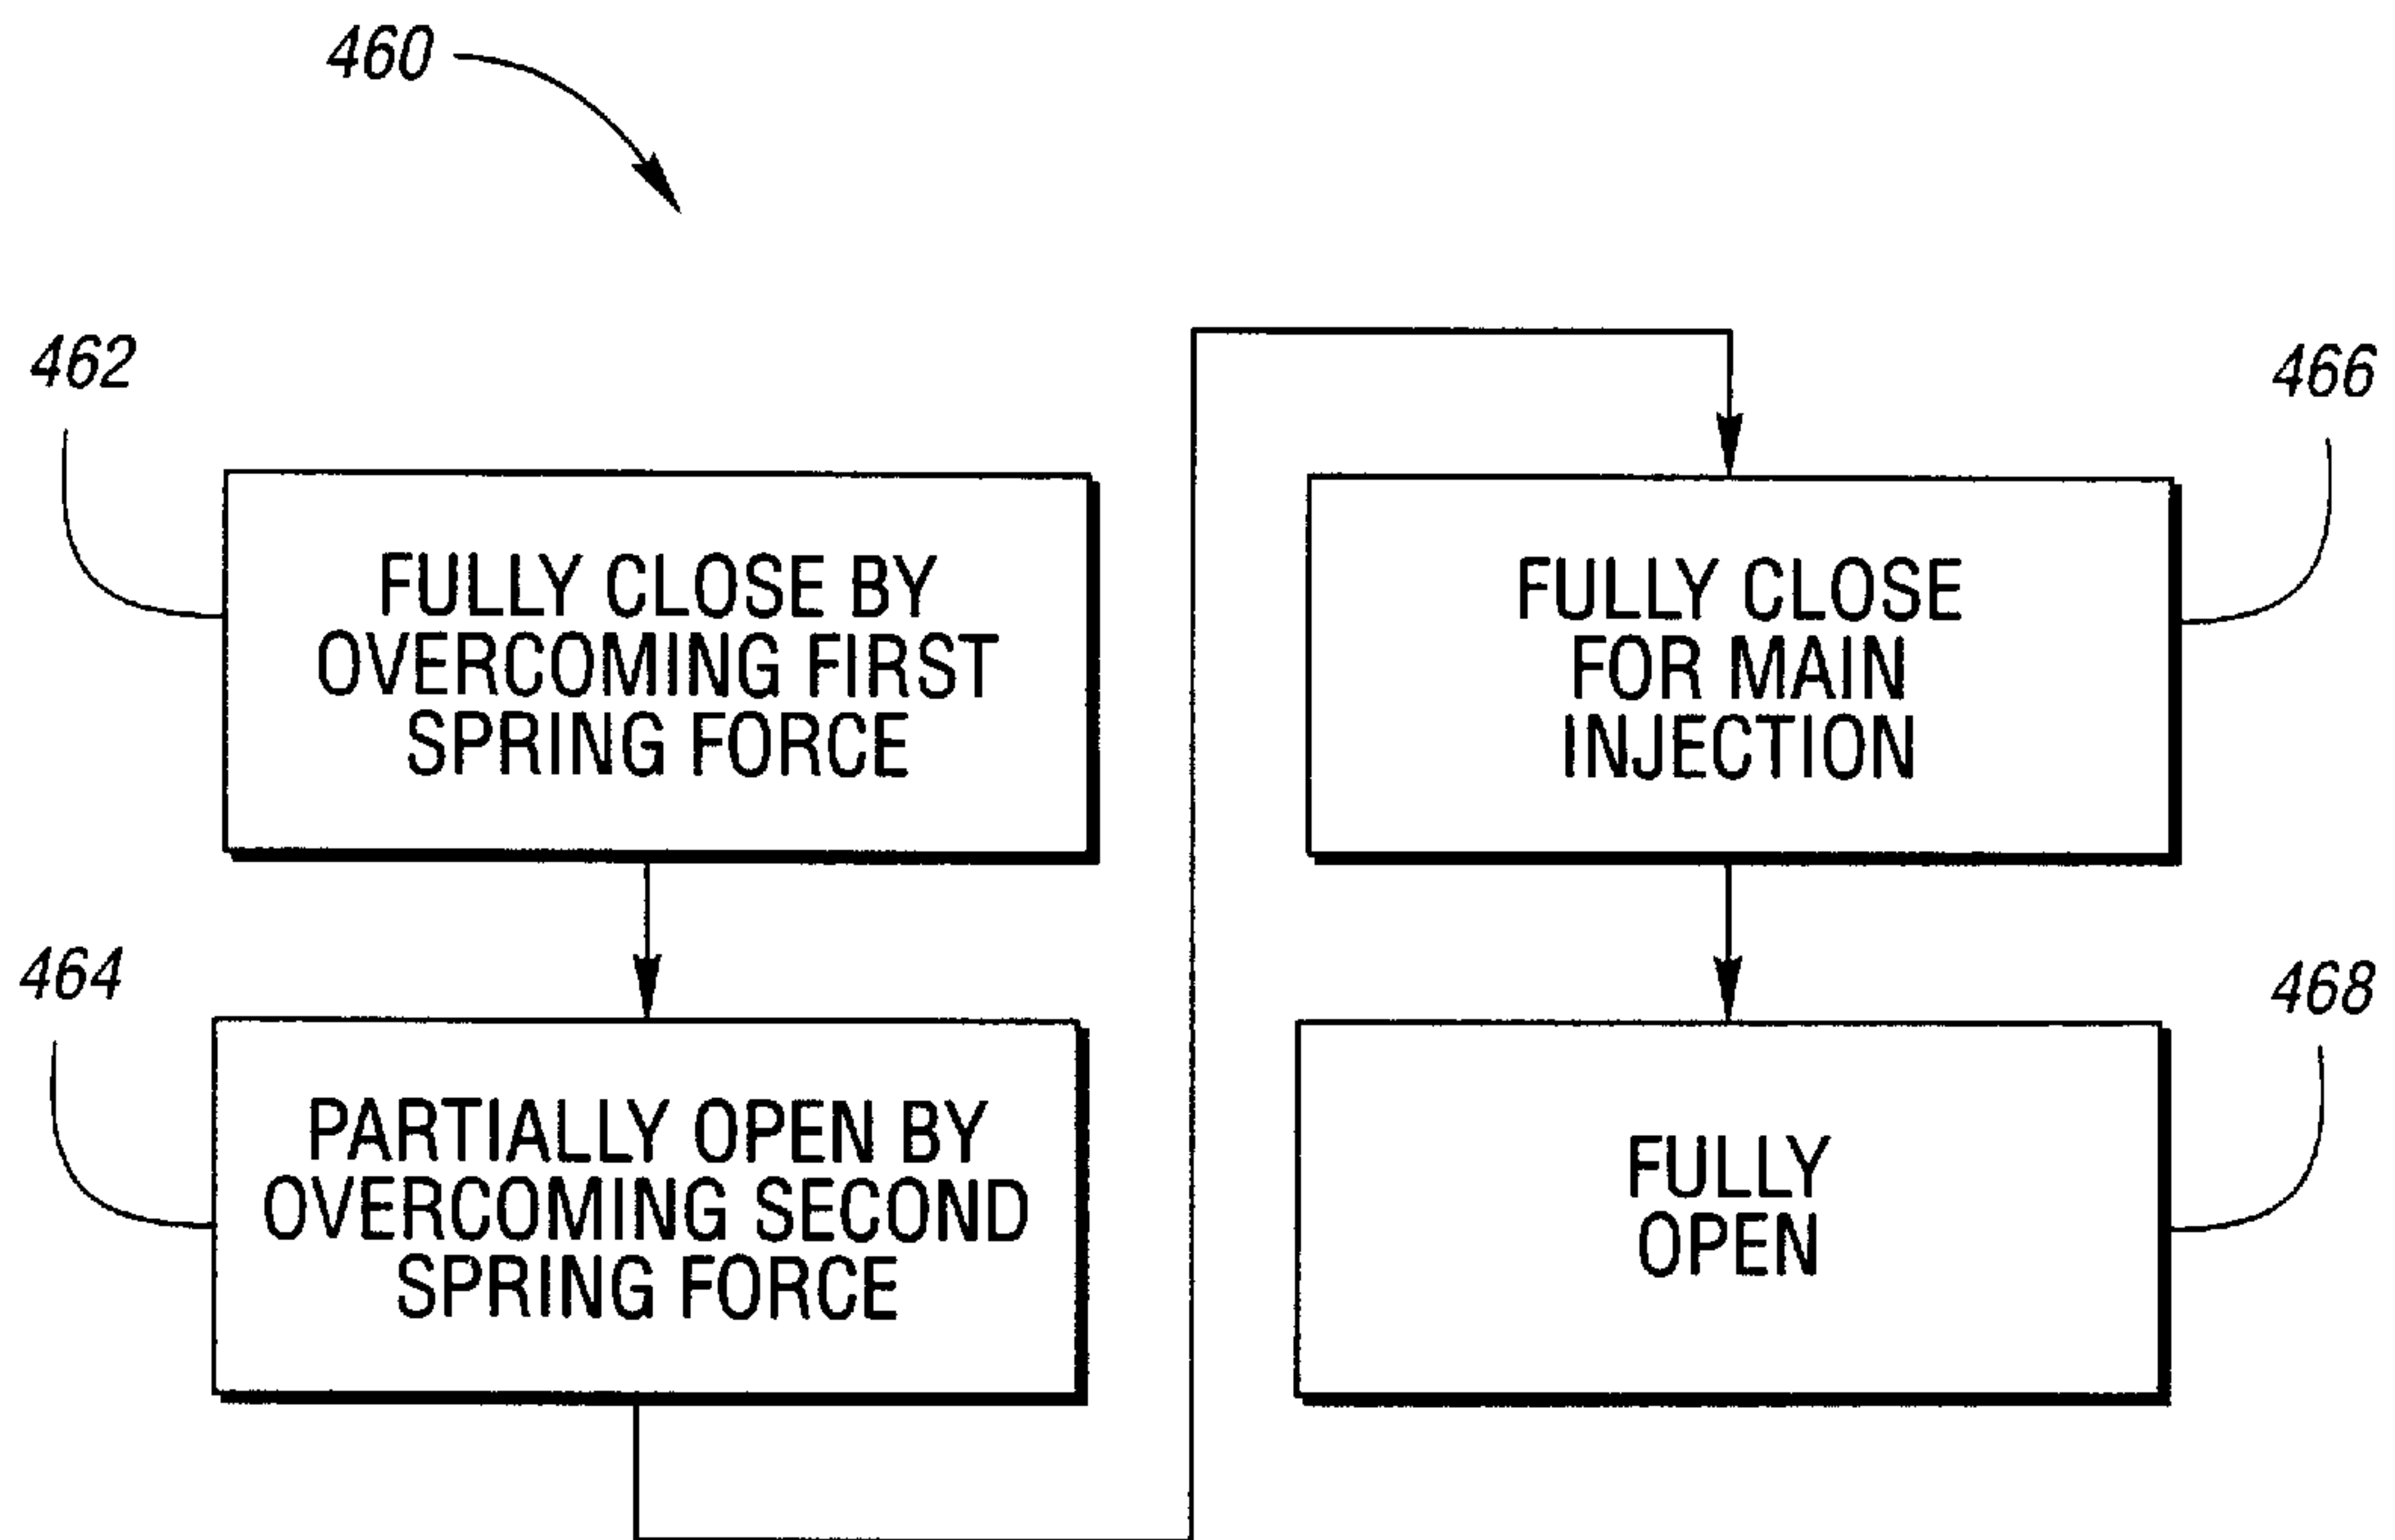 460
462
FULLY CLOSE BY
OVERCOMING FIRST
SPRING FORCE
464
PARTIALLY OPEN BY
OVERCOMING SECOND
SPRING FORCE
466
FULLY CLOSE
FOR MAIN
INJECTION
468
FULLY
OPEN